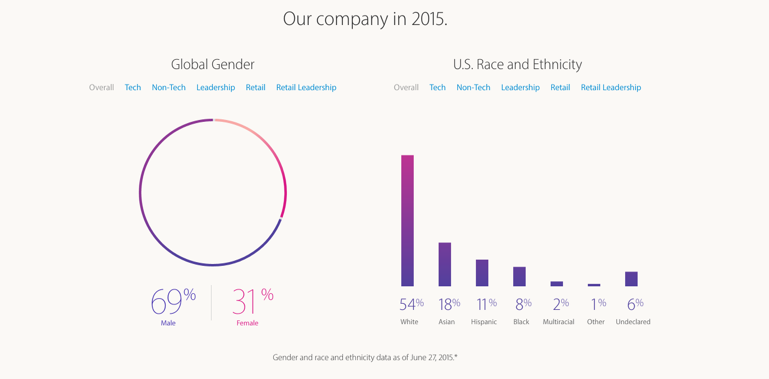 Our company in 2015.
Global Gender
Overall Tech Non-Tech Leadership Retail Retail Leadership
69% 31%
Male Female
U.S. Race and Ethnicity
Overall Tech Non-Tech Leadership Retail Retail Leadership
54% 18% 11% 8% 2% 1% 6%
White Asian Hispanic Black Multiracial Other Undeclared
Gender and race and ethnicity data as of June 27, 2015.*